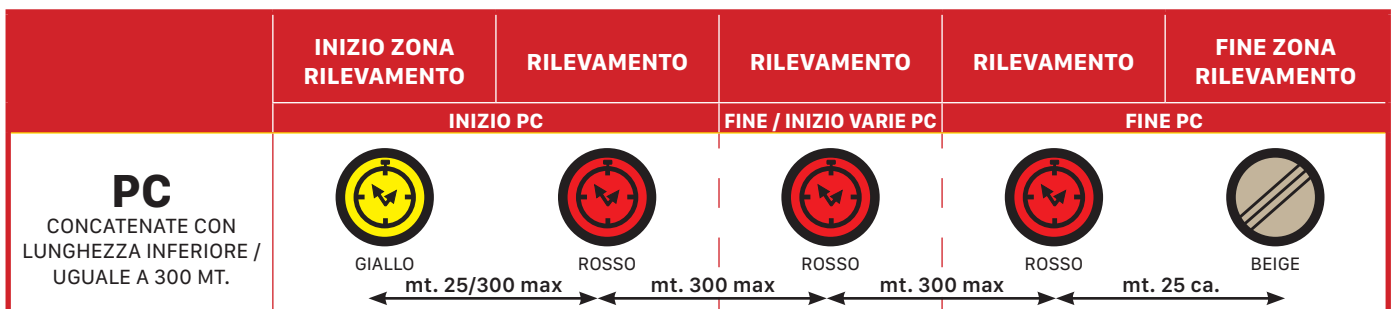 INIZIO ZONA
RILEVAMENTO
RILEVAMENTO
RILEVAMENTO
RILEVAMENTO
FINE ZONA
RILEVAMENTO
INIZIO PC
FINE / INIZIO VARIE PC
FINE PC
PC
CONCATENATE CON
LUNGHEZZA INFERIORE /
UGUALE A 300 MT.
GIALLO
ROSSO
ROSSO
ROSSO
BEIGE
mt. 25/300 max
mt. 300 max
mt. 300 max
mt. 25 ca.